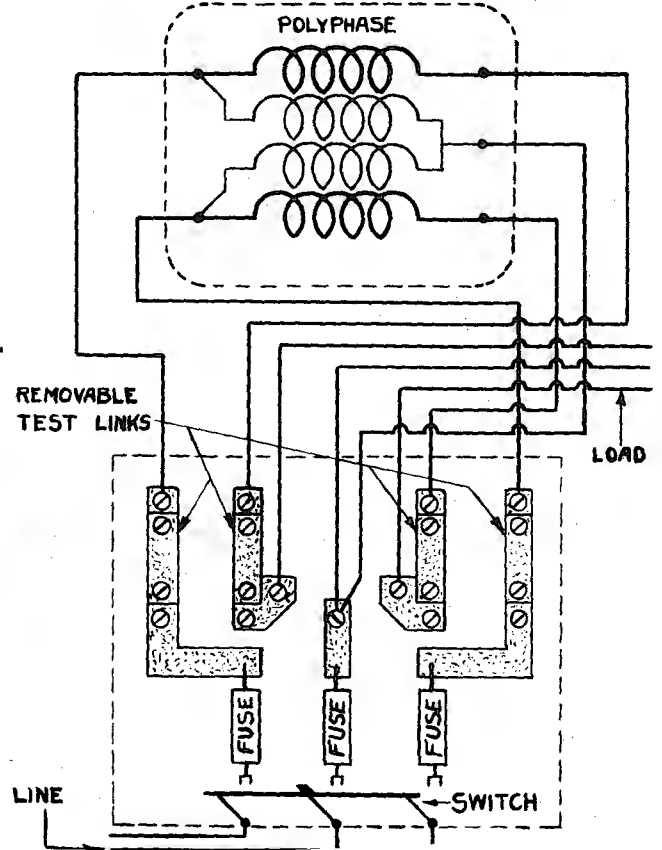 POLYPHASE
REMOVABLE
TEST LINKS
LOAD
FUSE
FUSE
FUSE
SWITCH
LINE